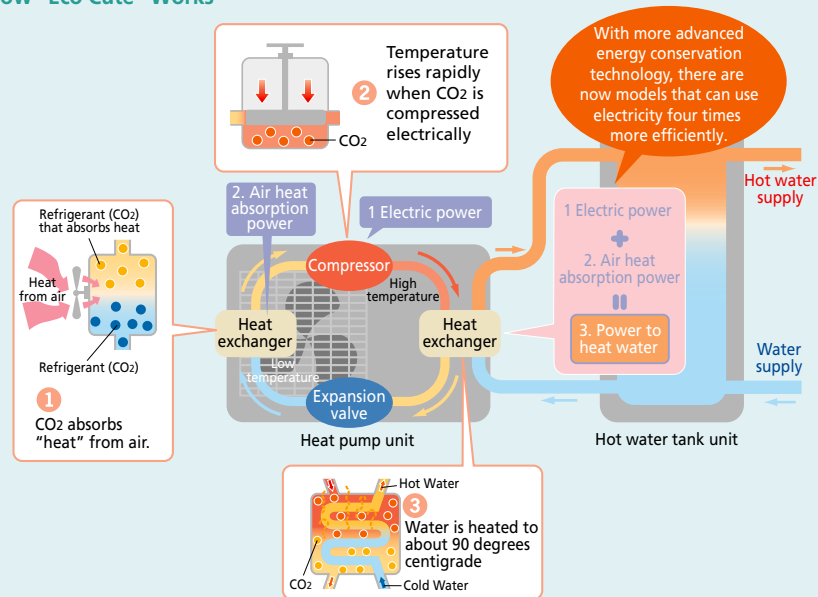 "Eco Cute" Works
With more advanced
energy conservation
technology, there are
now models that can use
electricity four times
more efficiently.
2
Temperature
rises rapidly
when CO2 is
compressed
electrically
CO2
Hot water
supply
2. Air heat
absorption
power
1 Electric power
1 Electric power
2. Air heat
absorption power
3. Power to
heat water
Refrigerant (CO2)
that absorbs heat
Heat
from air
Refrigerant (CO2)
1
CO2 absorbs
“heat” from air.
Compressor
High
temperature
Heat
exchanger
Heat
exchanger
Low
temperature
Expansion
valve
Water
supply
Heat pump unit
Hot water tank unit
Hot Water
3
Water is heated to
about 90 degrees
centigrade
CO2
Cold Water